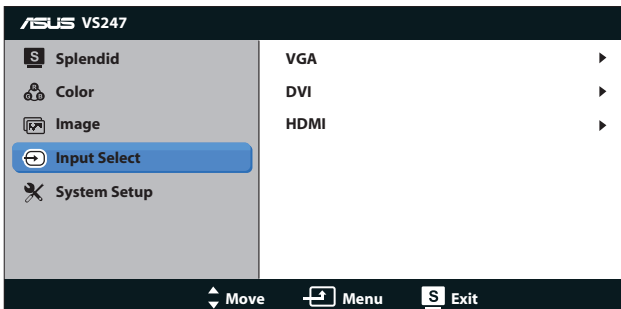 ASUS VS247
S Splendid
Color
Image
Input Select
System Setup
VGA
DVI
HDMI
Move Menu S Exit